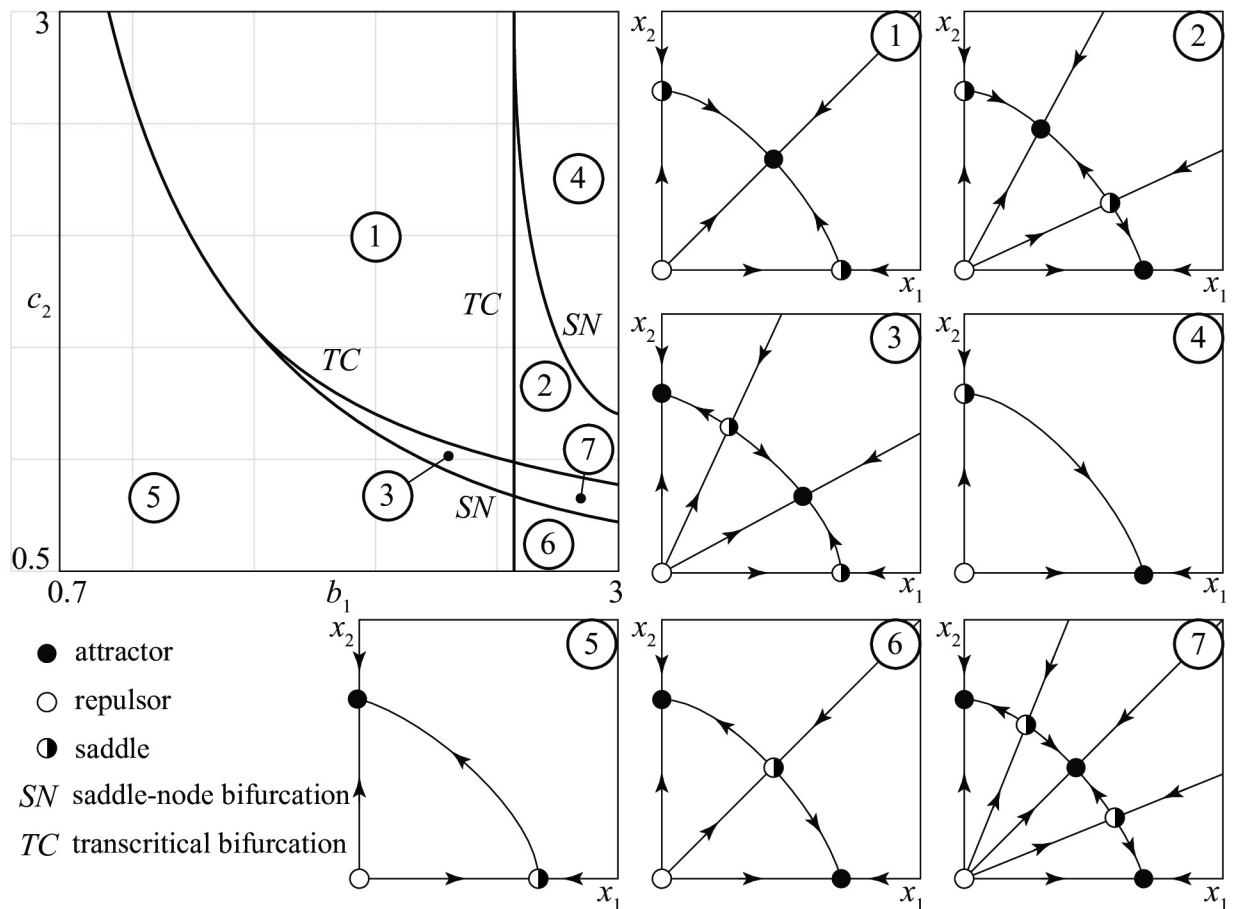 3
c2
0.5
0.7
b1
3
1
4
TC
SN
TC
2
7
3
5
SN
6
x2
1
x1
x2
2
x1
x2
3
x1
x2
4
x1
x2
5
x1
x2
6
x1
x2
7
x1
attractor
repulsor
saddle
SN saddle-node bifurcation
TC transcritical bifurcation